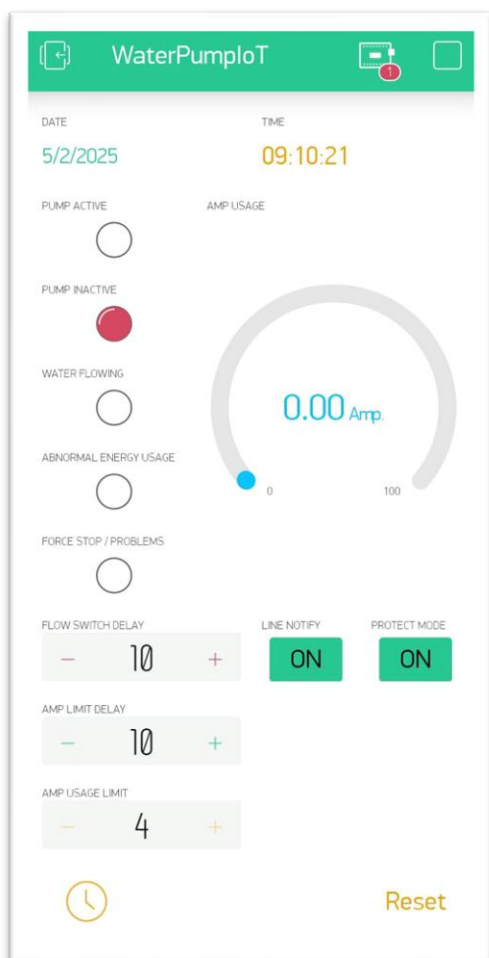 WaterPumpIoT
1
DATE TIME
5/2/2025 09:10:21
PUMP ACTIVE AMP USAGE
PUMP INACTIVE
WATER FLOWING
0.00 Amp.
ABNORMAL ENERGY USAGE
0 100
FORCE STOP / PROBLEMS
FLOW SWITCH DELAY LINE NOTIFY PROTECT MODE
– 10 + ON ON
AMP LIMIT DELAY
– 10 +
AMP USAGE LIMIT
– 4 +
Reset